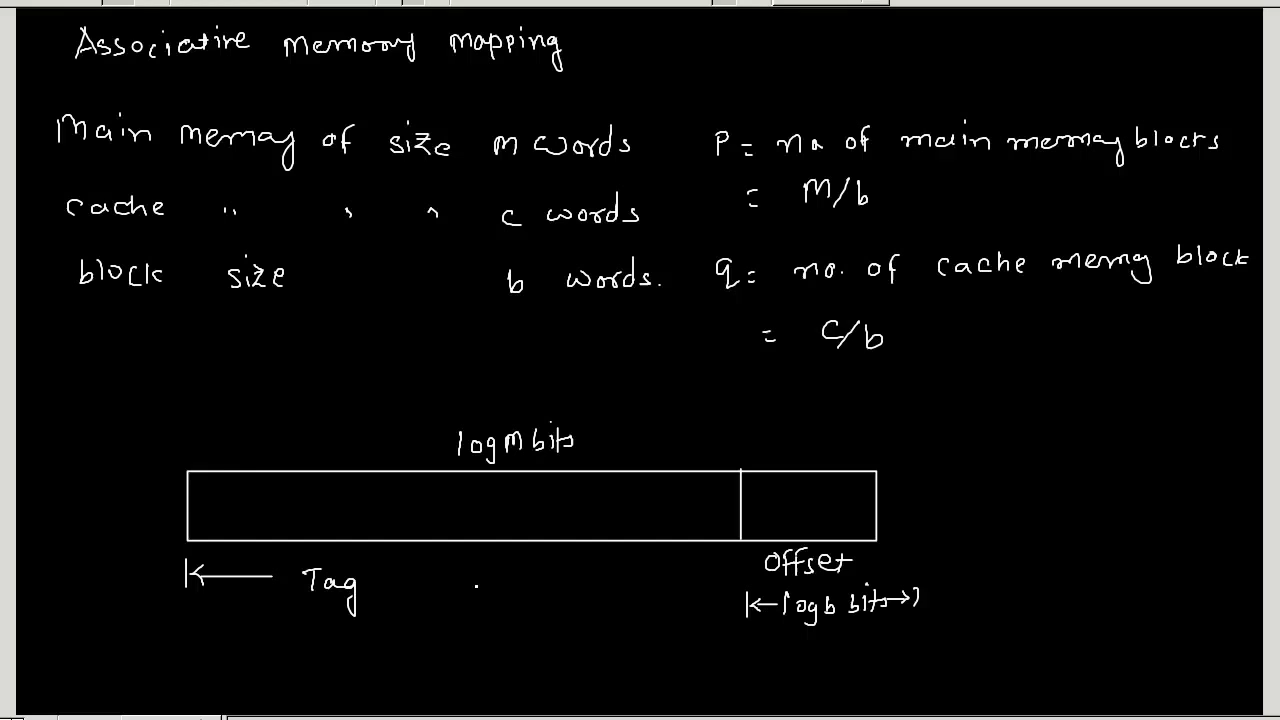 Associative memory mapping
Main memory of size m words
cache " " " c words
block size b words.
P = no. of main memory blocks
= M/b
q = no. of cache memory block
= C/b
log m bits
Tag
offset
log b bits